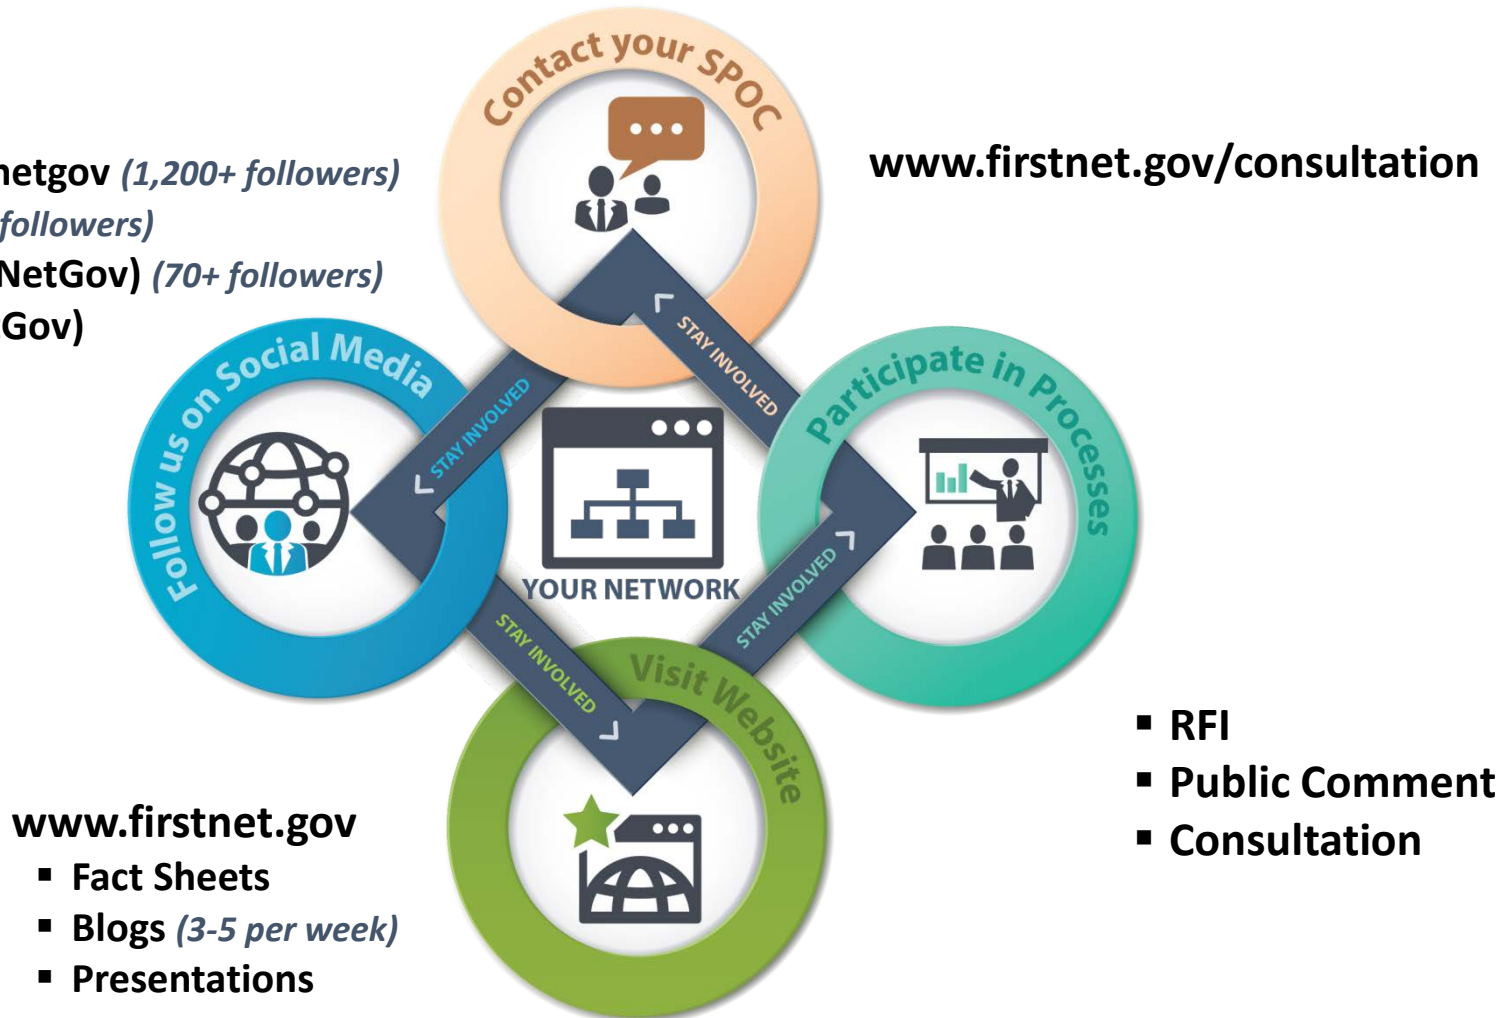 Contact your SPOC
netgov (1,200+ followers)
followers)
NetGov) (70+ followers)
Gov)
www.firstnet.gov/consultation
Follow us on Social Media
Participate in Processes
STAY INVOLVED
STAY INVOLVED
YOUR NETWORK
STAY INVOLVED
STAY INVOLVED
Visit Website
▪ RFI
▪ Public Comment
▪ Consultation
www.firstnet.gov
▪ Fact Sheets
▪ Blogs (3-5 per week)
▪ Presentations